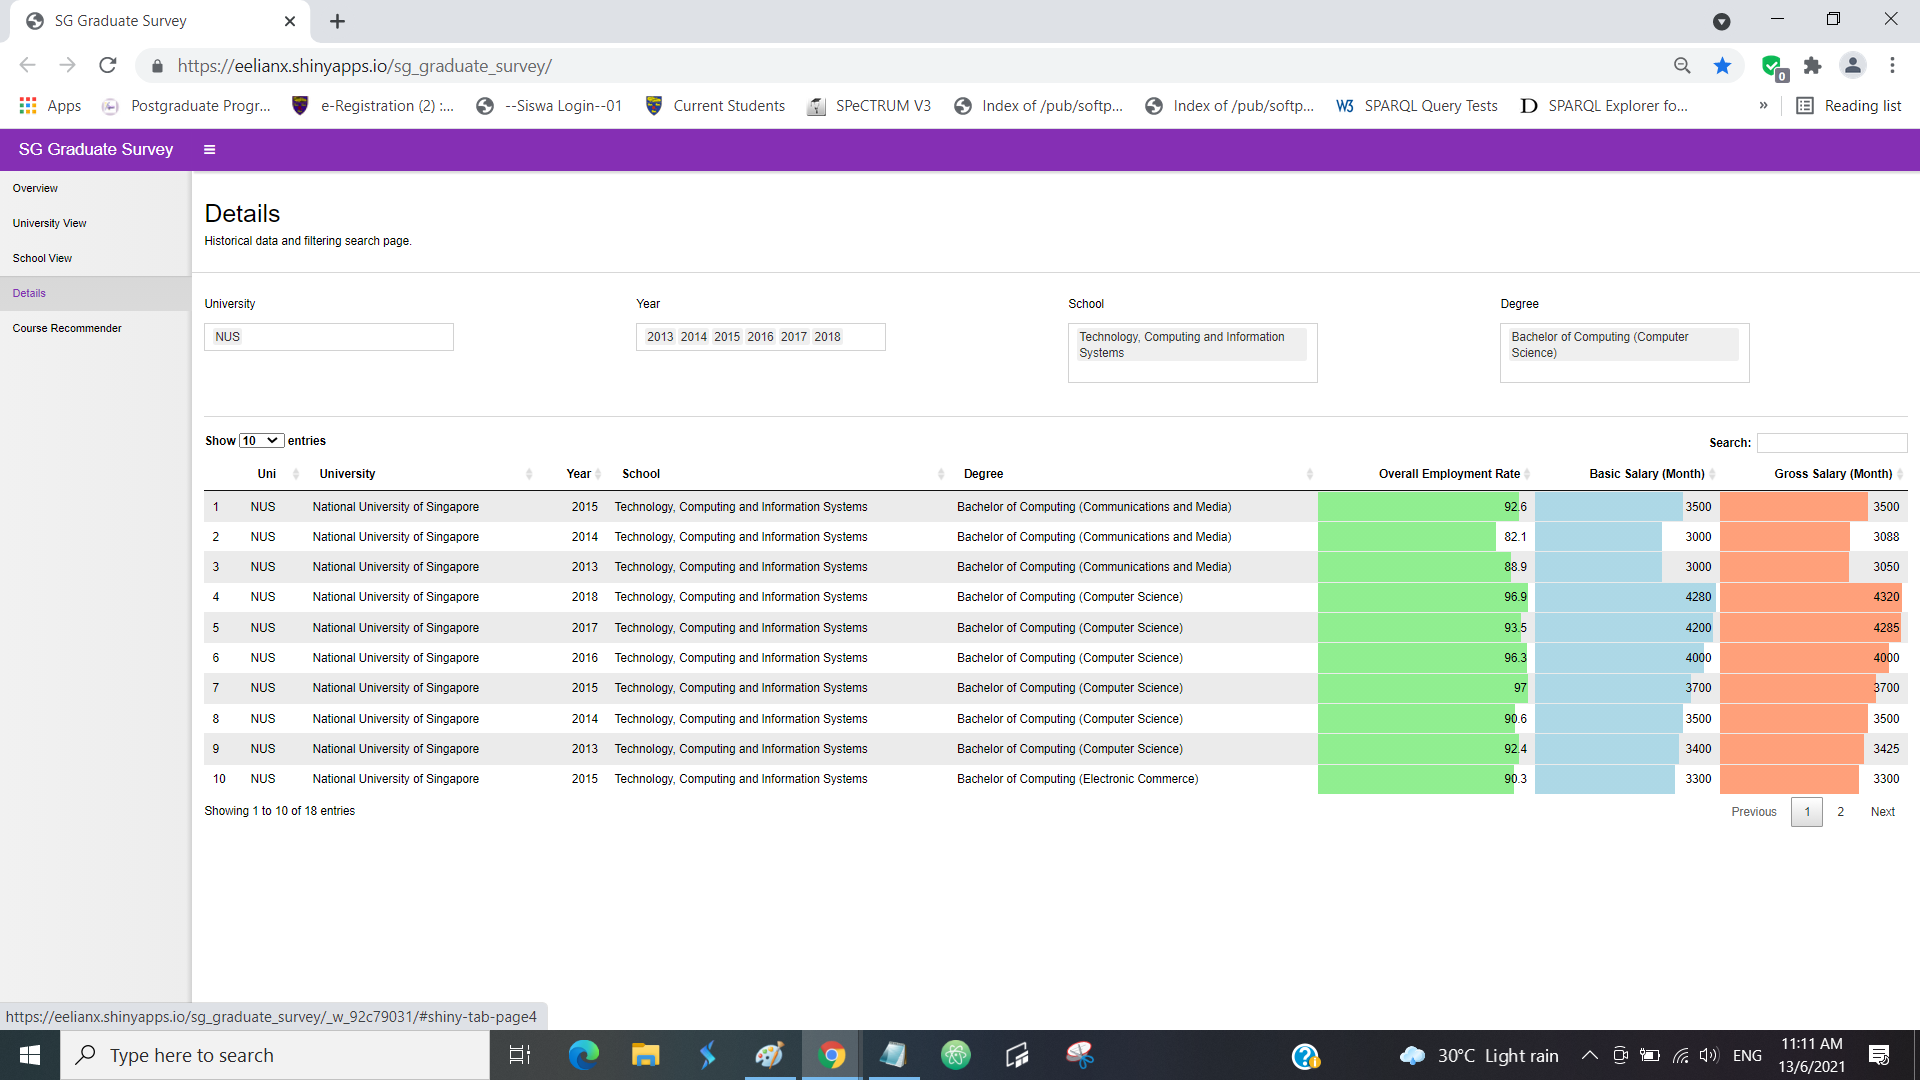 SG Graduate Survey
https://eelianx.shinyapps.io/sg_graduate_survey/
0
Apps Postgraduate Progr... e-Registration (2) :... --Siswa Login--01 Current Students SPeCTRUM V3 Index of /pub/softp... Index of /pub/softp... W3 SPARQL Query Tests D SPARQL Explorer fo... » Reading list
SG Graduate Survey
Overview
University View
School View
Details
Course Recommender
Details
Historical data and filtering search page.
University Year School Degree
NUS
2013 2014 2015 2016 2017 2018
Technology, Computing and Information
Systems
Bachelor of Computing (Computer
Science)
Show 10 entries
Search:
Uni University Year School Degree Overall Employment Rate Basic Salary (Month) Gross Salary (Month)
1 NUS National University of Singapore 2015 Technology, Computing and Information Systems Bachelor of Computing (Communications and Media) 92.6 3500 3500
2 NUS National University of Singapore 2014 Technology, Computing and Information Systems Bachelor of Computing (Communications and Media) 82.1 3000 3088
3 NUS National University of Singapore 2013 Technology, Computing and Information Systems Bachelor of Computing (Communications and Media) 88.9 3000 3050
4 NUS National University of Singapore 2018 Technology, Computing and Information Systems Bachelor of Computing (Computer Science) 96.9 4280 4320
5 NUS National University of Singapore 2017 Technology, Computing and Information Systems Bachelor of Computing (Computer Science) 93.5 4200 4285
6 NUS National University of Singapore 2016 Technology, Computing and Information Systems Bachelor of Computing (Computer Science) 96.3 4000 4000
7 NUS National University of Singapore 2015 Technology, Computing and Information Systems Bachelor of Computing (Computer Science) 97 3700 3700
8 NUS National University of Singapore 2014 Technology, Computing and Information Systems Bachelor of Computing (Computer Science) 90.6 3500 3500
9 NUS National University of Singapore 2013 Technology, Computing and Information Systems Bachelor of Computing (Computer Science) 92.4 3400 3425
10 NUS National University of Singapore 2015 Technology, Computing and Information Systems Bachelor of Computing (Electronic Commerce) 90.3 3300 3300
Showing 1 to 10 of 18 entries
Previous 1 2 Next
https://eelianx.shinyapps.io/sg_graduate_survey/_w_92c79031/#shiny-tab-page4
Type here to search
30°C Light rain
ENG
11:11 AM
13/6/2021